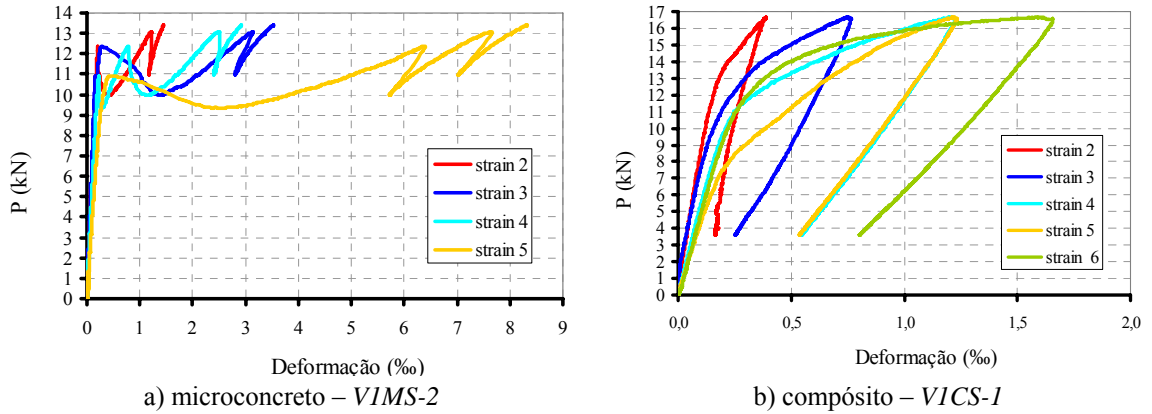 P (kN)
14
13
12
11
10
9
8
7
6
5
4
3
2
1
0
0 1 2 3 4 5 6 7 8 9
strain 2
strain 3
strain 4
strain 5
Deformação (‰)
a) microconcreto – V1MS-2
P (kN)
17
16
15
14
13
12
11
10
9
8
7
6
5
4
3
2
1
0
0,0 0,5 1,0 1,5 2,0
strain 2
strain 3
strain 4
strain 5
strain 6
Deformação (‰)
b) compósito – V1CS-1